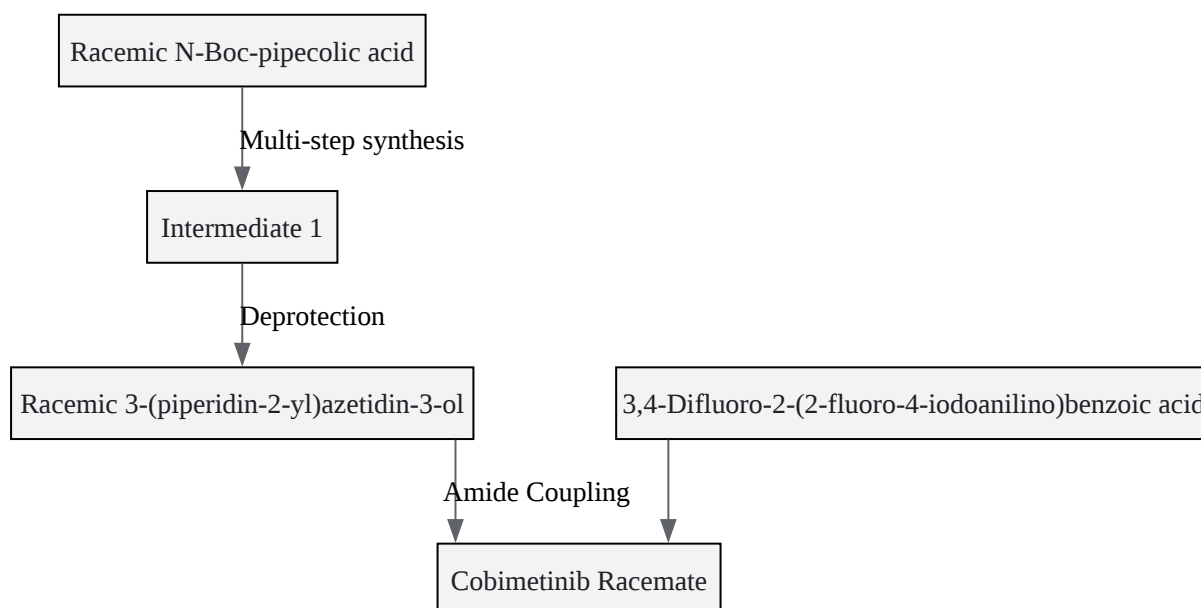 Racemic N-Boc-pipecolic acid
Multi-step synthesis
Intermediate 1
Deprotection
Racemic 3-(piperidin-2-yl)azetidin-3-ol
3,4-Difluoro-2-(2-fluoro-4-iodoanilino)benzoic acid
Amide Coupling
Cobimetinib Racemate